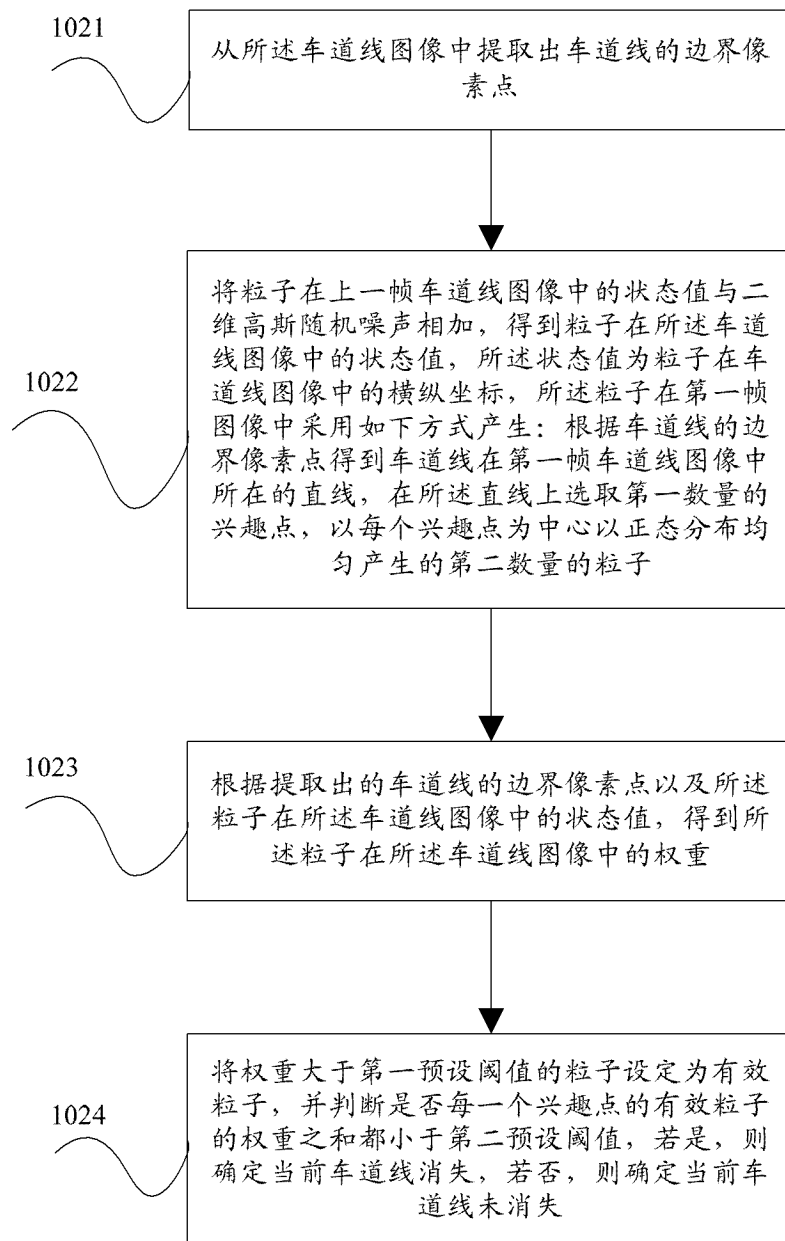 1021
从所述车道线图像中提取出车道线的边界像
素点
1022
将粒子在上一帧车道线图像中的状态值与二
维高斯随机噪声相加，得到粒子在所述车道
线图像中的状态值，所述状态值为粒子在车
道线图像中的横纵坐标，所述粒子在第一帧
图像中采用如下方式产生：根据车道线的边
界像素点得到车道线在第一帧车道线图像中
所在的直线，在所述直线上选取第一数量的
兴趣点，以每个兴趣点为中心以正态分布均
匀产生的第二数量的粒子
1023
根据提取出的车道线的边界像素点以及所述
粒子在所述车道线图像中的状态值，得到所
述粒子在所述车道线图像中的权重
1024
将权重大于第一预设阈值的粒子设定为有效
粒子，并判断是否每一个兴趣点的有效粒子
的权重之和都小于第二预设阈值，若是，则
确定当前车道线消失，若否，则确定当前车
道线未消失